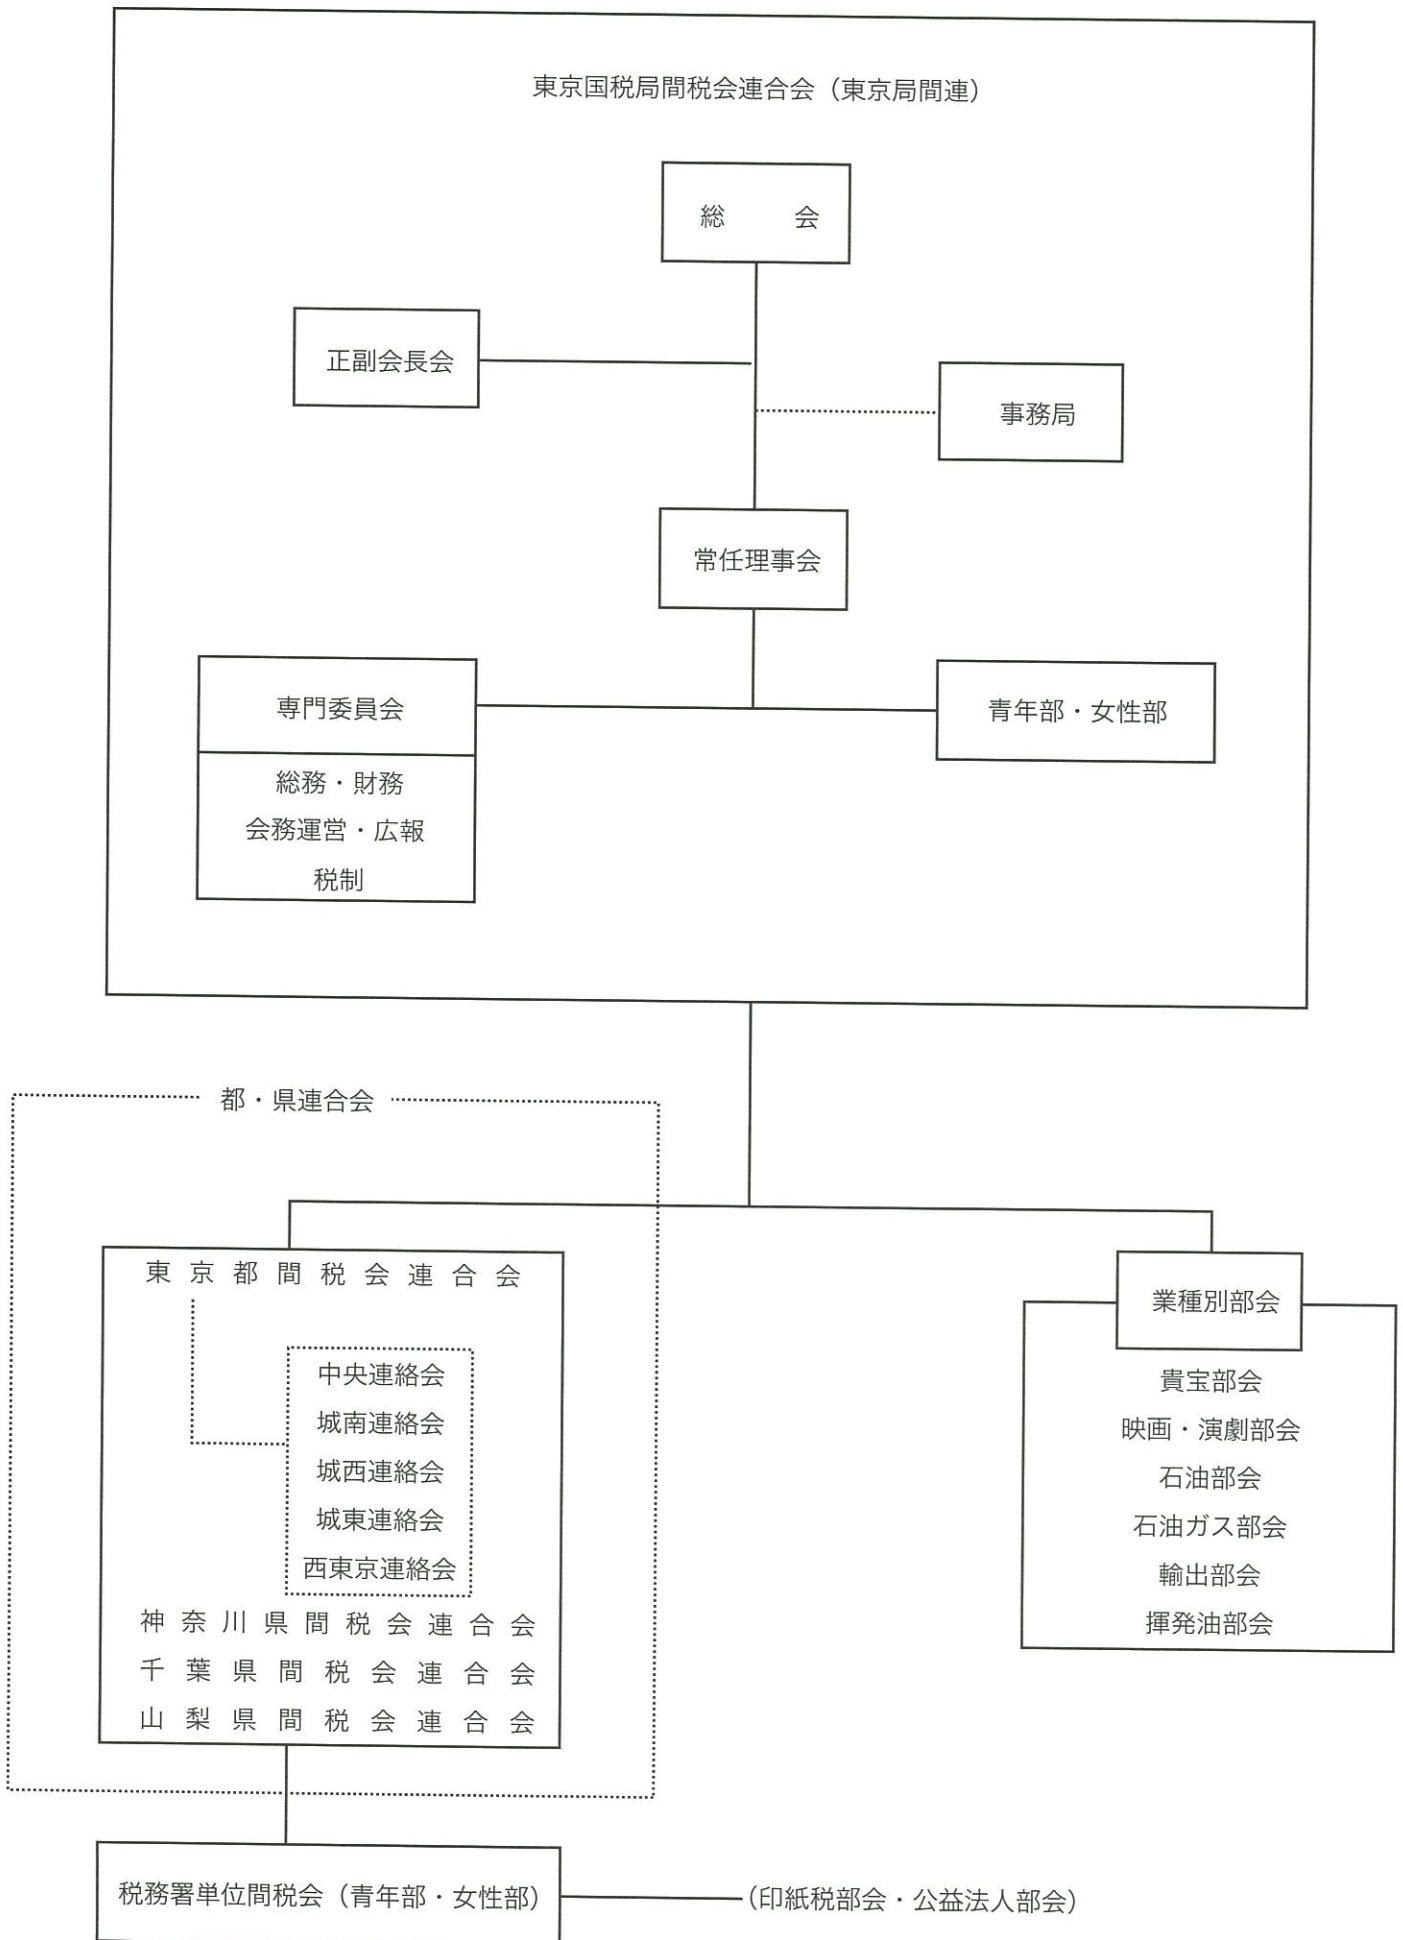 東京国税局間税会連合会（東京局間連）
総　会
正副会長会
事務局
常任理事会
専門委員会
青年部・女性部
総務・財務
会務運営・広報
税制
都・県連合会
東京都間税会連合会
中央連絡会
城南連絡会
城西連絡会
城東連絡会
西東京連絡会
神奈川県間税会連合会
千葉県間税会連合会
山梨県間税会連合会
業種別部会
貴宝部会
映画・演劇部会
石油部会
石油ガス部会
輸出部会
揮発油部会
税務署単位間税会（青年部・女性部）
（印紙税部会・公益法人部会）